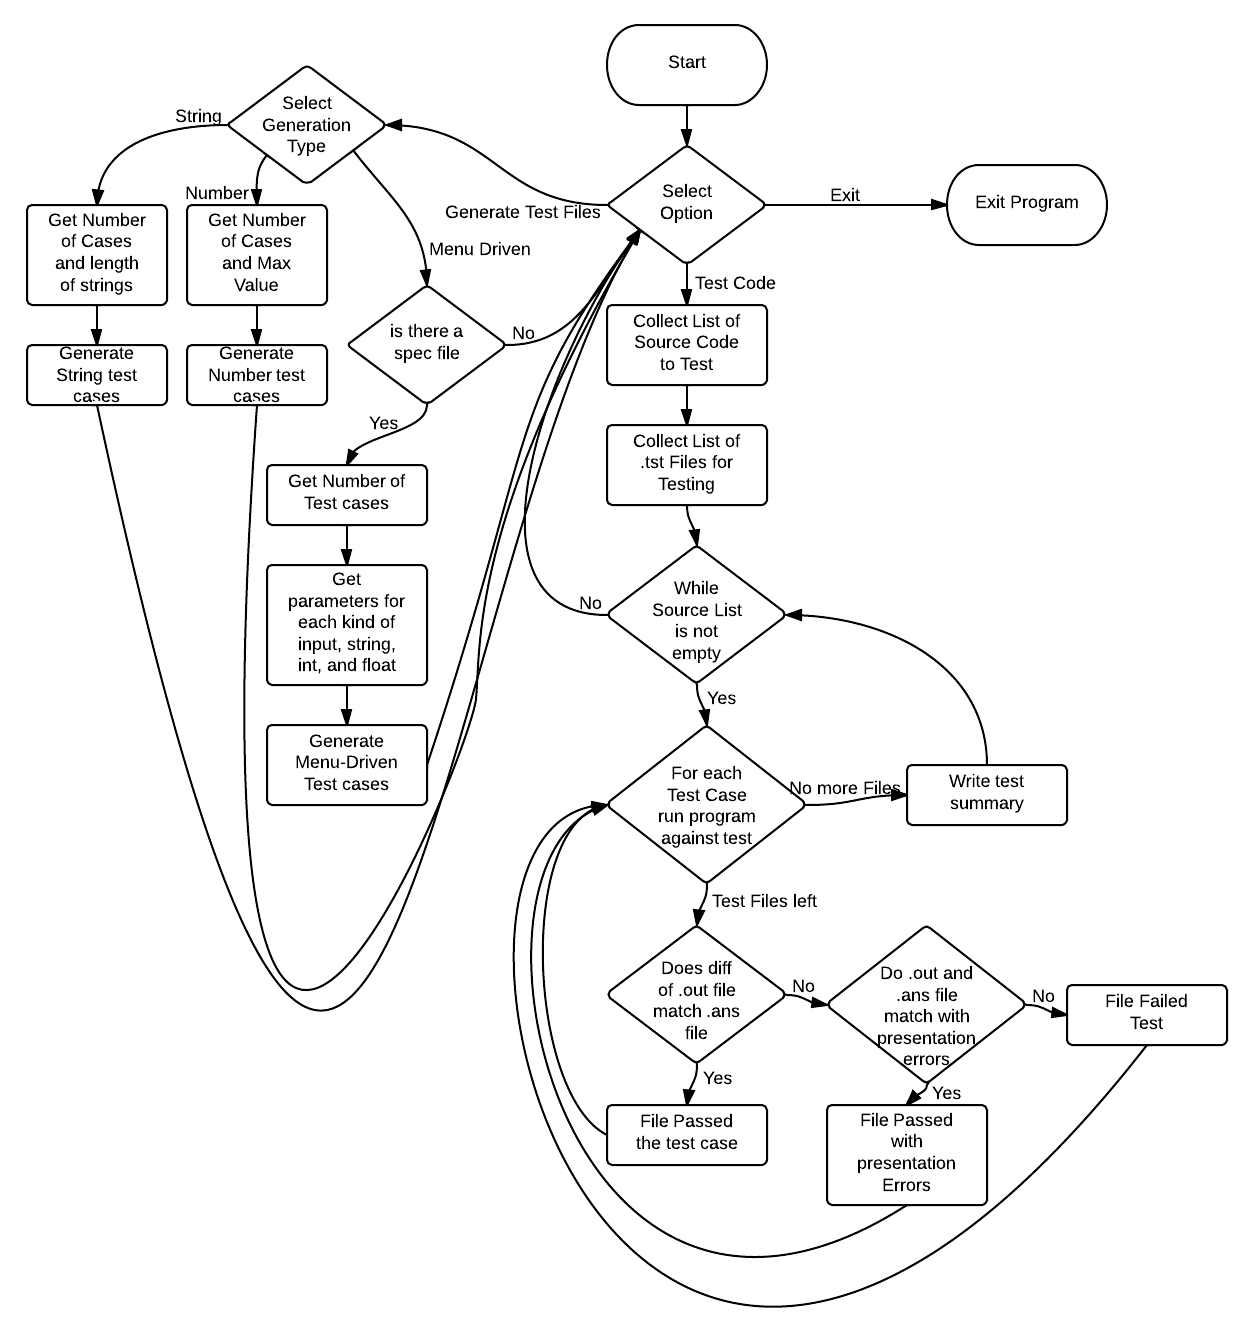 Start
Select
Option
Exit
Exit Program
Generate Test Files
Select
Generation
Type
String
Number
Menu Driven
Get Number
of Cases
and length
of strings
Get Number
of Cases
and Max
Value
Generate
String test
cases
Generate
Number test
cases
is there a
spec file
No
Yes
Get Number of
Test cases
Get
parameters for
each kind of
input, string,
int, and float
Generate
Menu-Driven
Test cases
Test Code
Collect List of
Source Code
to Test
Collect List of
.tst Files for
Testing
While
Source List
is not
empty
No
Yes
For each
Test Case
run program
against test
No more Files
Write test
summary
Test Files left
Does diff
of .out file
match .ans
file
No
Do .out and
.ans file
match with
presentation
errors
No
File Failed
Test
Yes
File Passed
the test case
Yes
File Passed
with
presentation
Errors